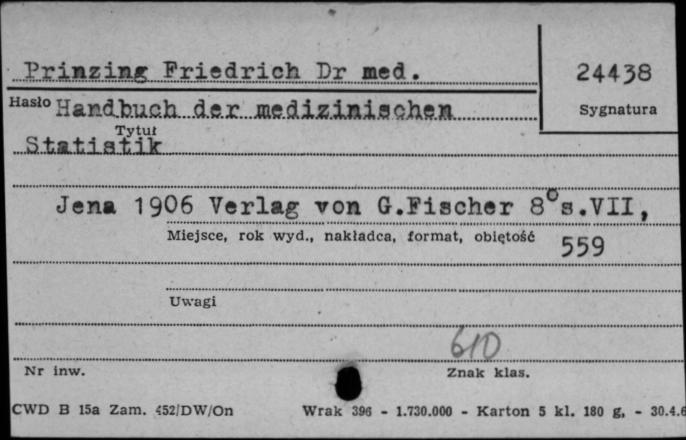 Prinzing Friedrich Dr med.
24438
Hasło Handbuch der medizinischen
Sygnatura
Tytuł
Statistik
Jena 1906 Verlag von G.Fischer 8° s.VII,
Miejsce, rok wyd., nakładca, format, obiętość
559
Uwagi
610
Nr inw.
Znak klas.
CWD B 15a Zam. 452/DW/On Wrak 396 - 1.730.000 - Karton 5 kl. 180 g, - 30.4.6